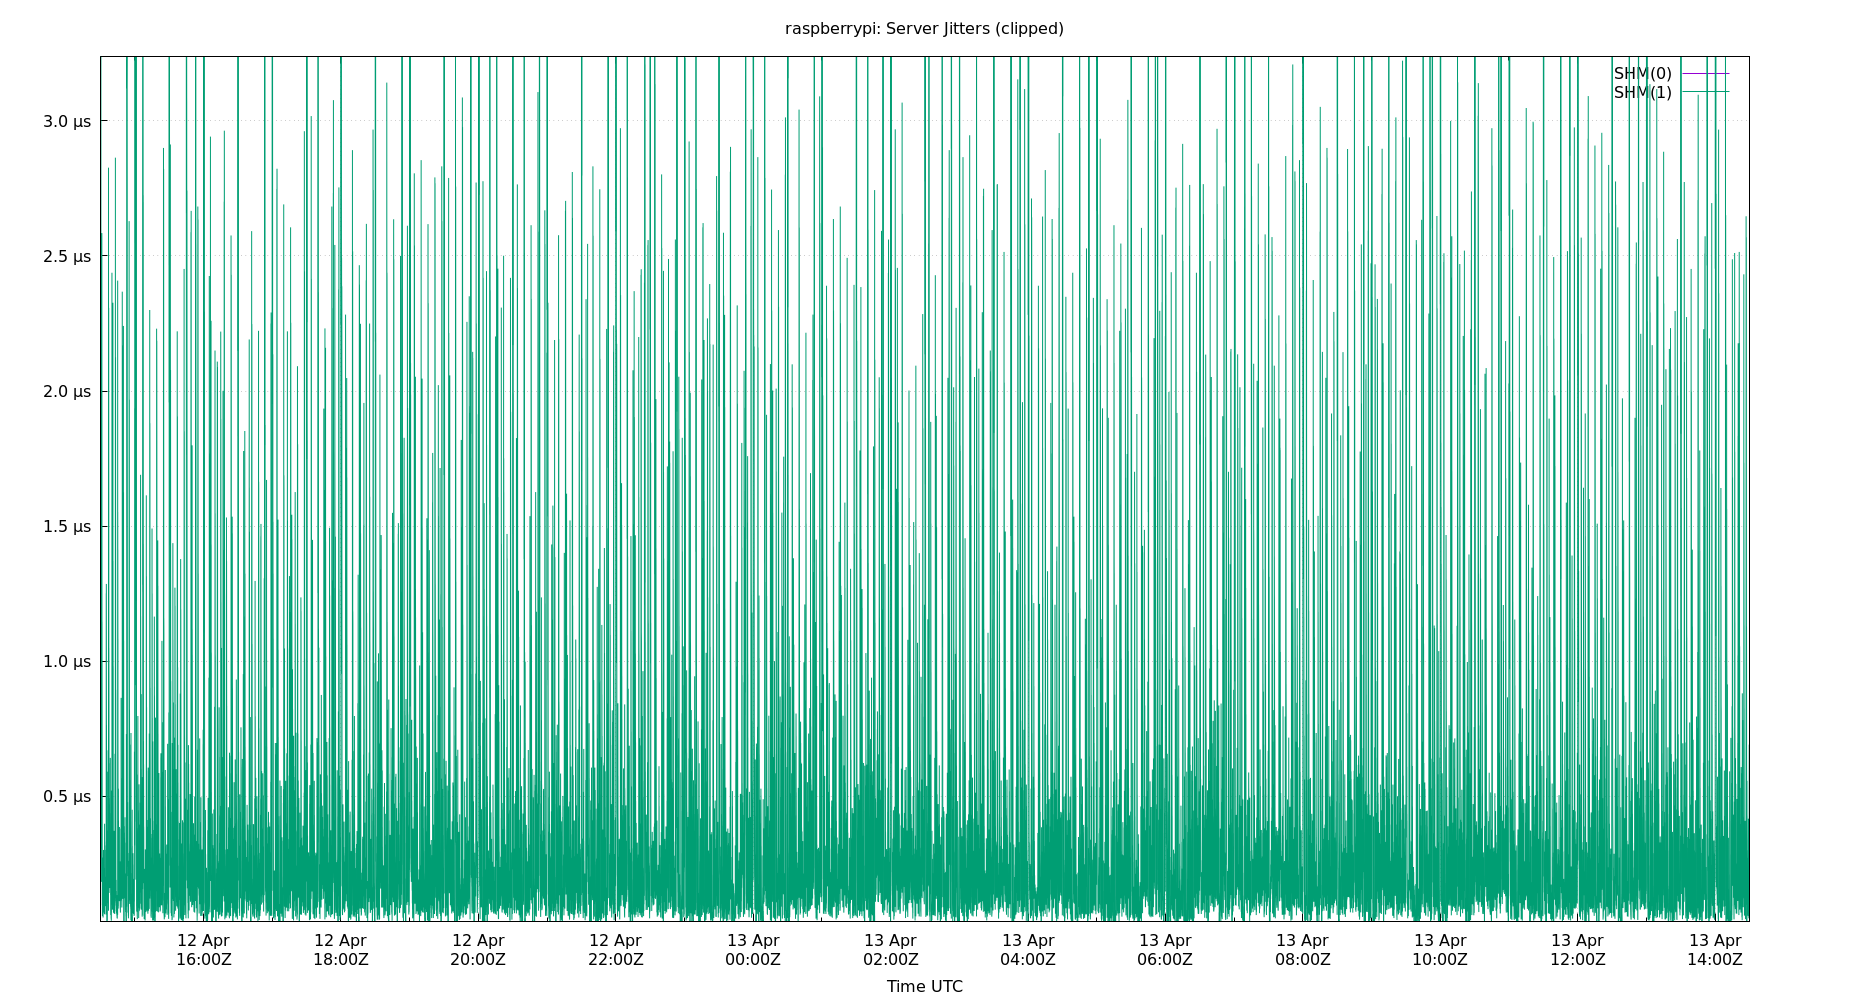 raspberrypi: Server Jitters (clipped)
SHM(0)
SHM(1)
3.0 µs
2.5 µs
2.0 µs
1.5 µs
1.0 µs
0.5 µs
12 Apr 12 Apr 12 Apr 12 Apr 13 Apr 13 Apr 13 Apr 13 Apr 13 Apr 13 Apr 13 Apr 13 Apr
16:00Z 18:00Z 20:00Z 22:00Z 00:00Z 02:00Z 04:00Z 06:00Z 08:00Z 10:00Z 12:00Z 14:00Z
Time UTC